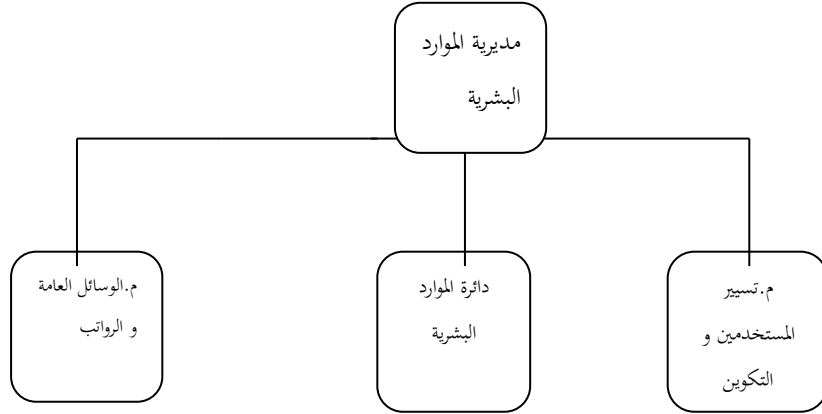 مديرية الموارد
البشرية
م.تسيير
المستخدمين و
التكوين
دائرة الموارد
البشرية
م.الوسائل العامة
و الرواتب